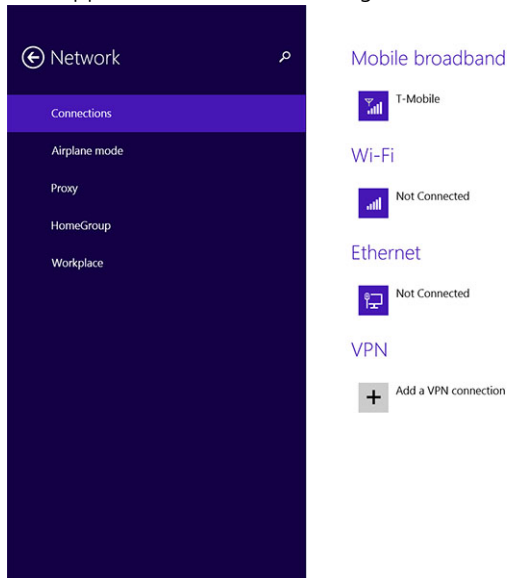 Network
Connections
Airplane mode
Proxy
HomeGroup
Workplace
Mobile broadband
T-Mobile
Wi-Fi
Not Connected
Ethernet
Not Connected
VPN
Add a VPN connection